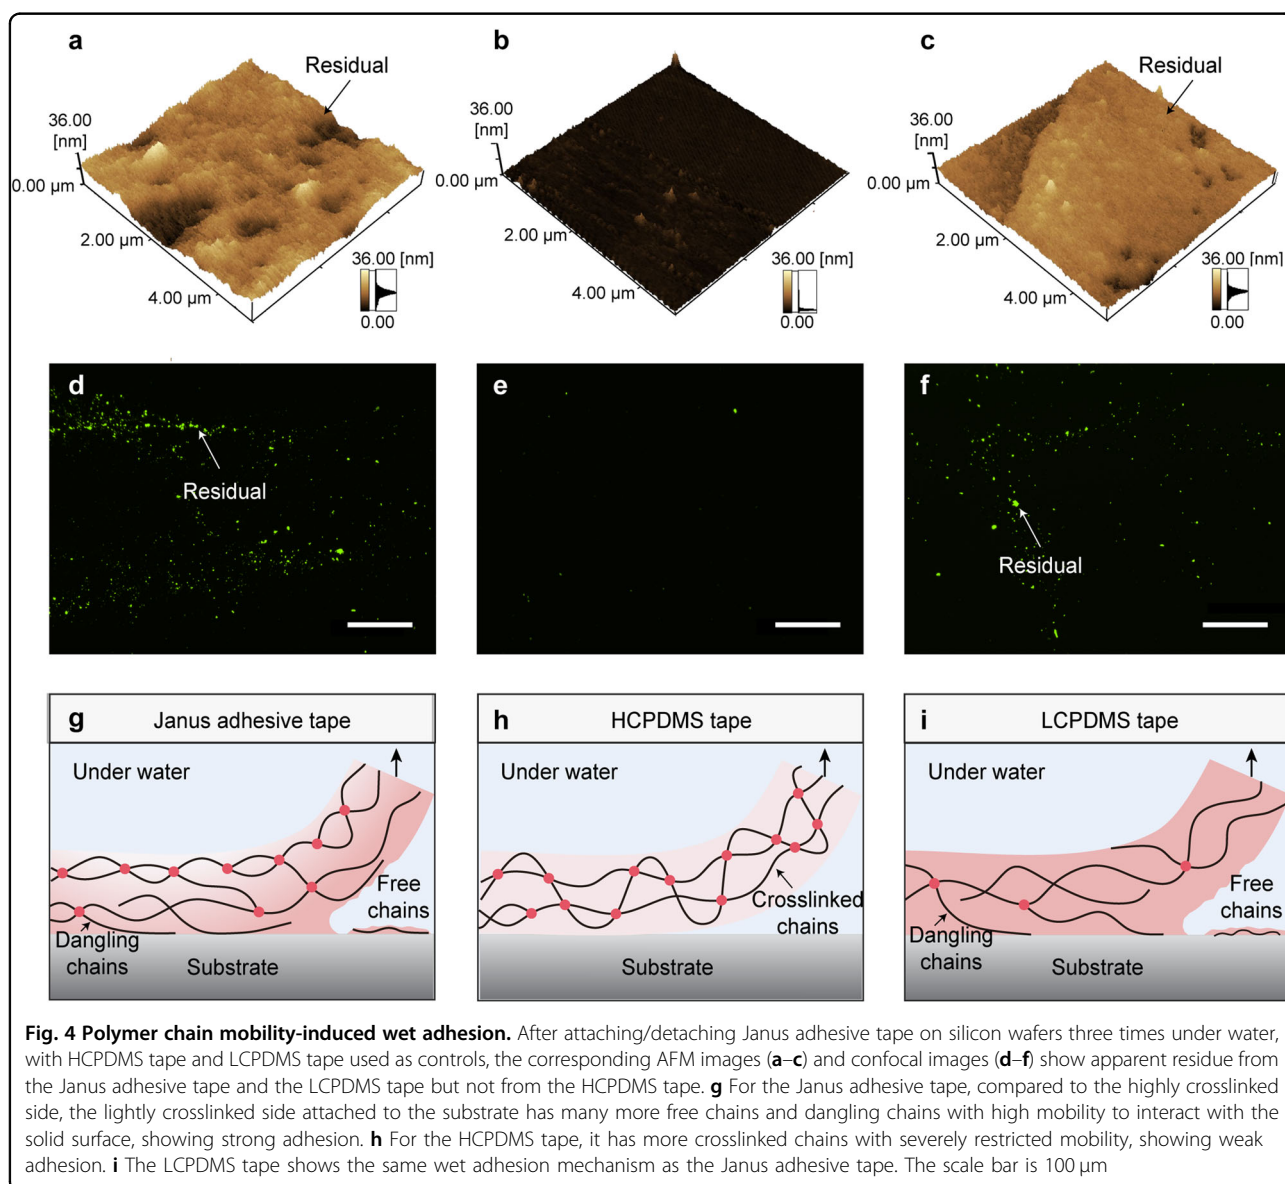 a
Residual
36.00
[nm]
0.00 µm
2.00 µm
4.00 µm
36.00 [nm]
0.00
b
36.00
[nm]
0.00 µm
2.00 µm
4.00 µm
36.00 [nm]
0.00
c
Residual
36.00
[nm]
0.00 µm
2.00 µm
4.00 µm
36.00 [nm]
0.00
d
Residual
e
f
Residual
g Janus adhesive tape
Under water
Free
chains
Dangling
chains
Substrate
h HCPDMS tape
Under water
Crosslinked
chains
Substrate
i LCPDMS tape
Under water
Free
chains
Dangling
chains
Substrate
Fig. 4 Polymer chain mobility-induced wet adhesion. After attaching/detaching Janus adhesive tape on silicon wafers three times under water,
with HCPDMS tape and LCPDMS tape used as controls, the corresponding AFM images (a–c) and confocal images (d–f) show apparent residue from
the Janus adhesive tape and the LCPDMS tape but not from the HCPDMS tape. g For the Janus adhesive tape, compared to the highly crosslinked
side, the lightly crosslinked side attached to the substrate has many more free chains and dangling chains with high mobility to interact with the
solid surface, showing strong adhesion. h For the HCPDMS tape, it has more crosslinked chains with severely restricted mobility, showing weak
adhesion. i The LCPDMS tape shows the same wet adhesion mechanism as the Janus adhesive tape. The scale bar is 100 µm